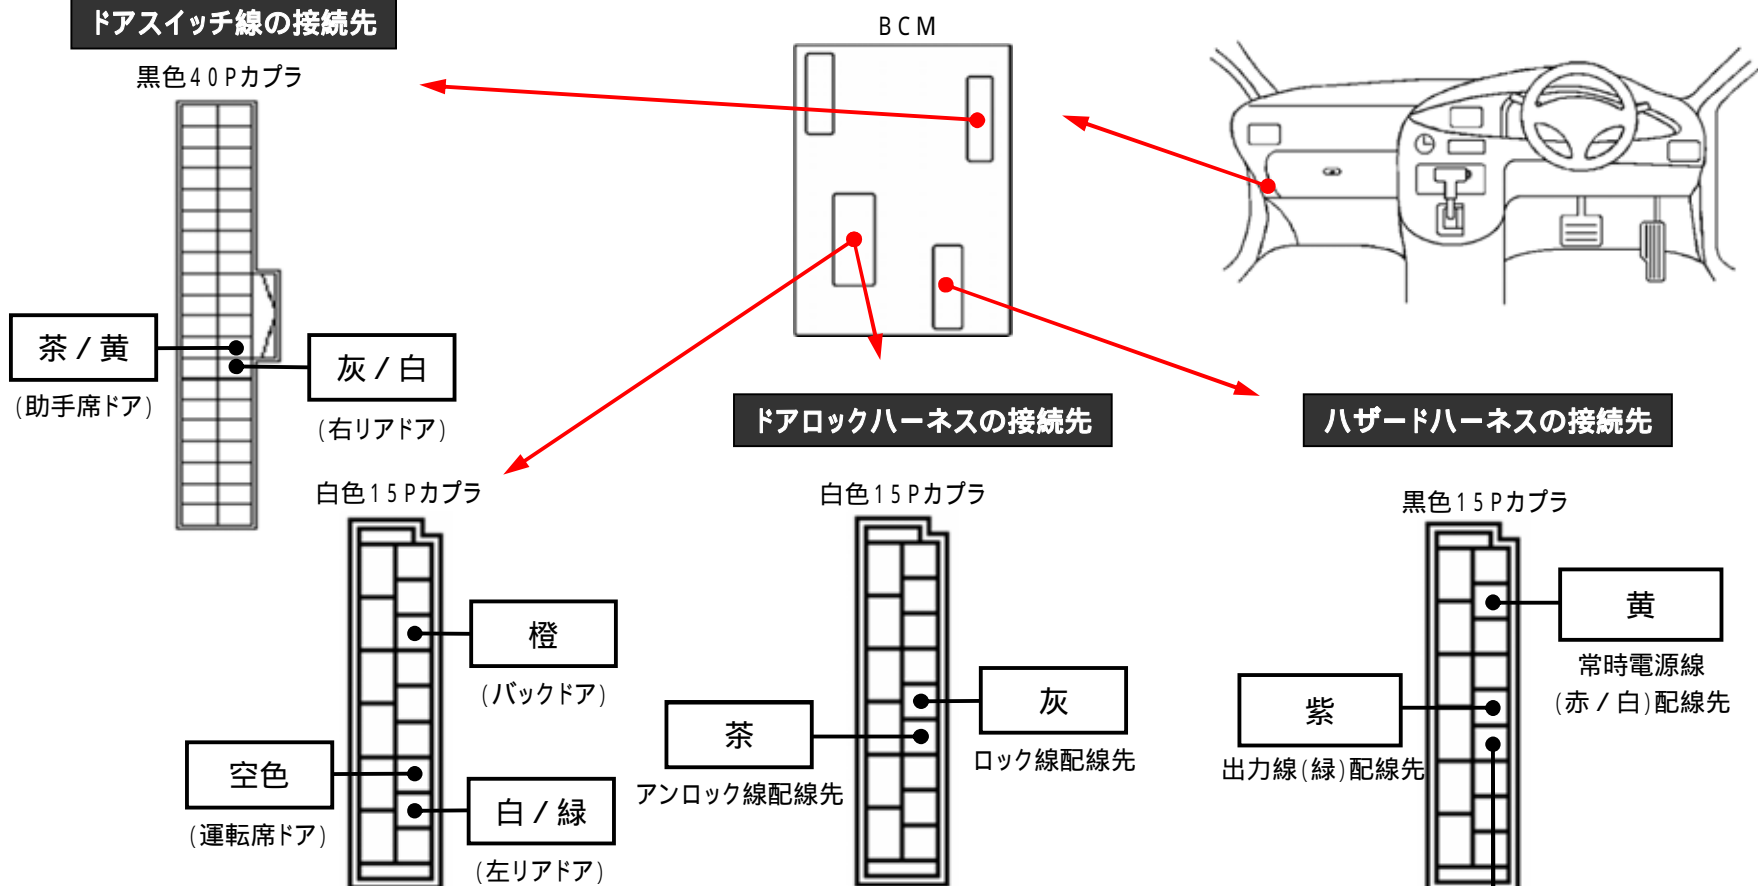 ドアスイッチ線の接続先
BCM
黒色40Pカプラ
茶/黄
(助手席ドア)
灰/白
(右リアドア)
ドアロックハーネスの接続先
ハザードハーネスの接続先
白色15Pカプラ
橙
(バックドア)
空色
(運転席ドア)
白/緑
(左リアドア)
白色15Pカプラ
灰
ロック線配線先
茶
アンロック線配線先
黒色15Pカプラ
黄
常時電源線
(赤/白)配線先
紫
出力線(緑)配線先